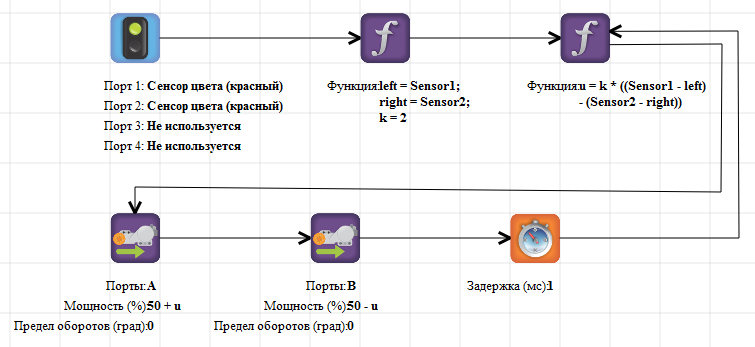 Порт 1: Сенсор цвета (красный)
Порт 2: Сенсор цвета (красный)
Порт 3: Не используется
Порт 4: Не используется
Функция:left = Sensor1;
right = Sensor2;
k = 2
Функция:u = k * ((Sensor1 - left)
- (Sensor2 - right))
Порты:A
Мощность (%)50 + u
Предел оборотов (град):0
Порты:B
Мощность (%)50 - u
Предел оборотов (град):0
Задержка (мс):1